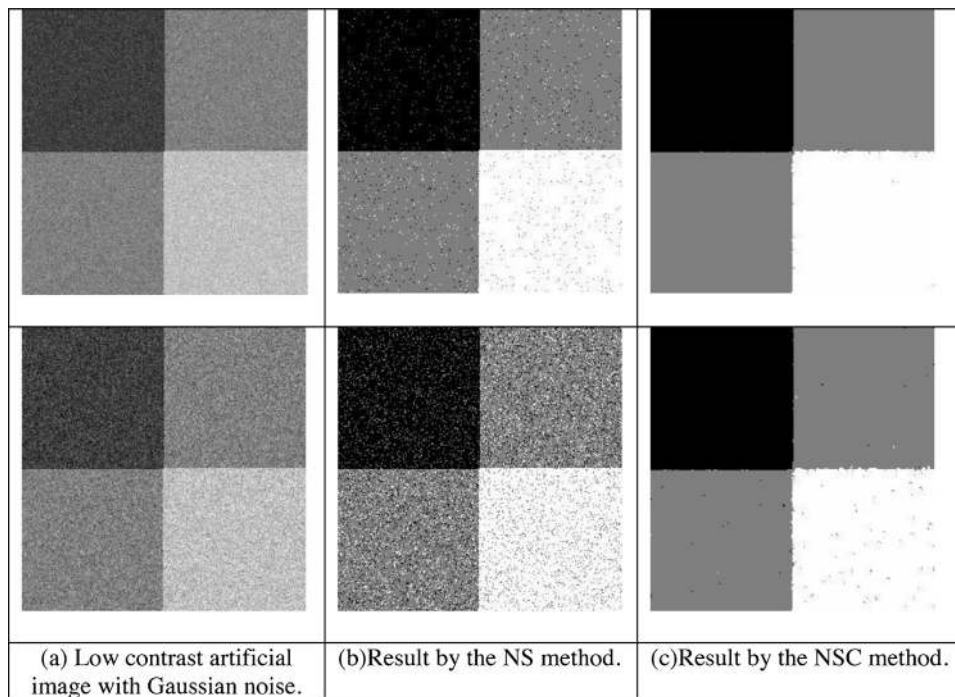 (a) Low contrast artificial
image with Gaussian noise.
(b)Result by the NS method.
(c)Result by the NSC method.